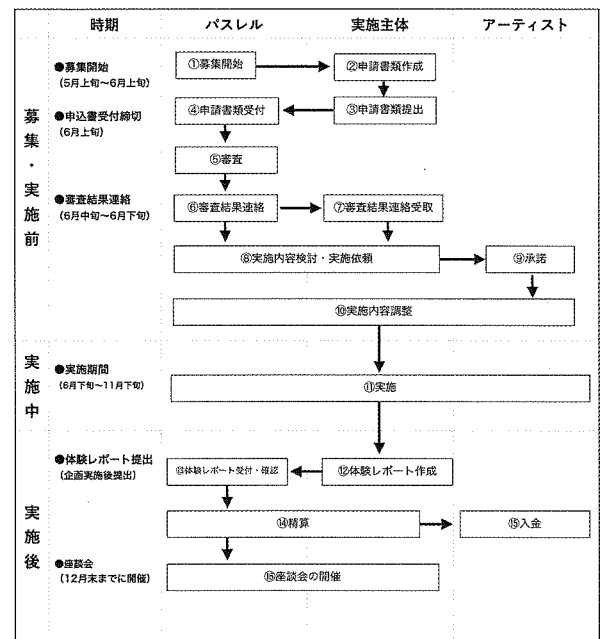 時期 パスレル 実施主体 アーティスト
募集・実施前
●募集開始
(5月上旬〜6月上旬)
①募集開始 ②申請書類作成
●申込書受付締切
(6月上旬)
④申請書類受付 ③申請書類提出
⑤審査
●審査結果連絡
(6月中旬〜6月下旬)
⑥審査結果連絡 ⑦審査結果連絡受取
⑧実施内容検討・実施依頼 ⑨承諾
⑩実施内容調整
実施中
●実施期間
(6月下旬〜11月下旬)
⑪実施
実施後
●体験レポート提出
(企画実施後提出)
⑬体験レポート受付・確認 ⑫体験レポート作成
⑭精算 ⑮入金
●座談会
(12月末までに開催)
⑯座談会の開催